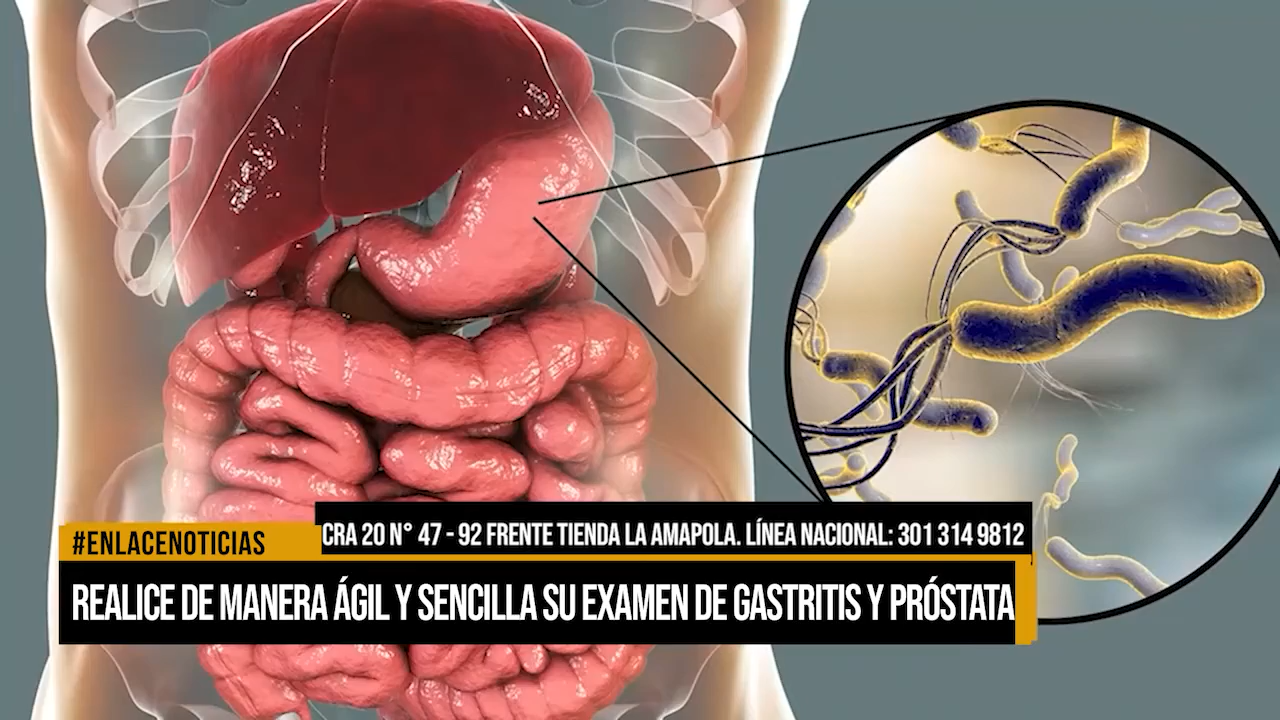 CRA 20 N° 47 - 92 FRENTE TIENDA LA AMAPOLA. LÍNEA NACIONAL: 301 314 9812
#ENLACENOTICIAS
REALICE DE MANERA ÁGIL Y SENCILLA SU EXAMEN DE GASTRITIS Y PRÓSTATA